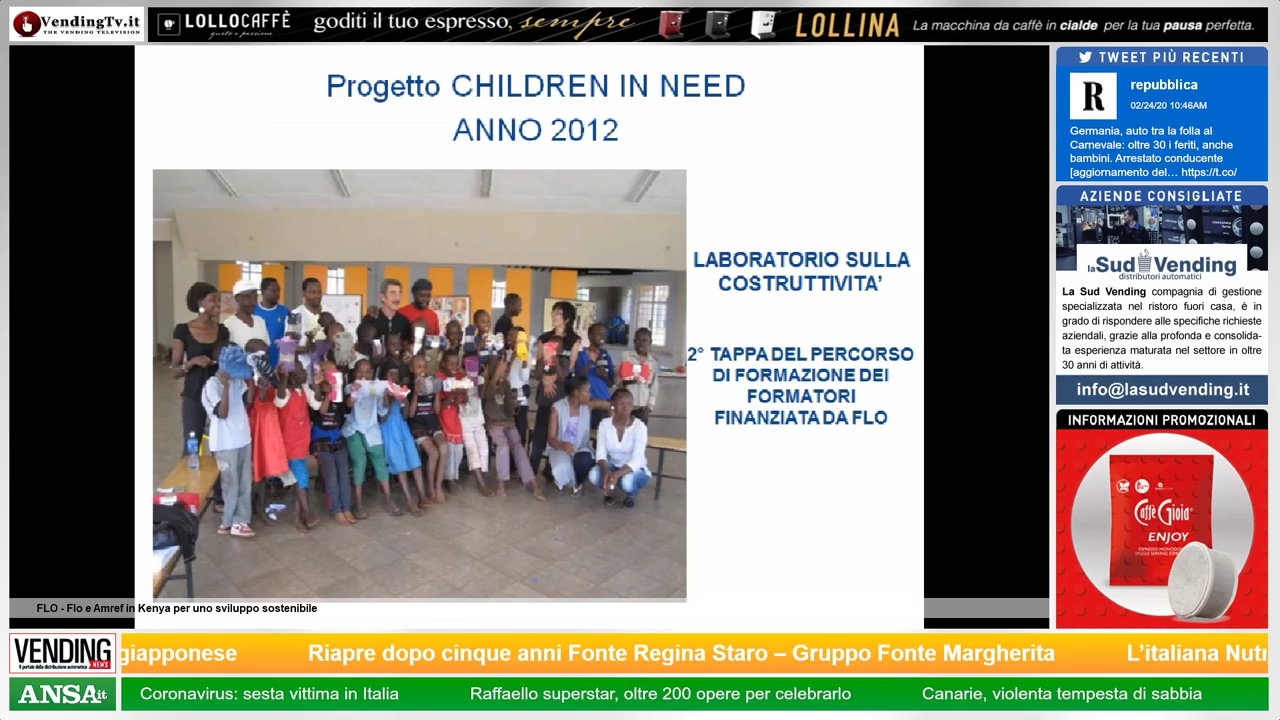 VendingTv.it
THE VENDING TELEVISION
LOLLOCAFFÈ
gusto e passione
goditi il tuo espresso, sempre
LOLLINA
La macchina da caffè in cialde per la tua pausa perfetta.
Progetto CHILDREN IN NEED
ANNO 2012
LABORATORIO SULLA
COSTRUTTIVITA’
2° TAPPA DEL PERCORSO
DI FORMAZIONE DEI
FORMATORI
FINANZIATA DA FLO
FLO - Flo e Amref in Kenya per uno sviluppo sostenibile
TWEET PIÙ RECENTI
R
repubblica
02/24/20 10:46AM
Germania, auto tra la folla al
Carnevale: oltre 30 i feriti, anche
bambini. Arrestato conducente
[aggiornamento del… https://t.co/
AZIENDE CONSIGLIATE
laSud Vending
distributori automatici
La Sud Vending compagnia di gestione
specializzata nel ristoro fuori casa, è in
grado di rispondere alle specifiche richieste
aziendali, grazie alla profonda e consolida-
ta esperienza maturata nel settore in oltre
30 anni di attività.
info@lasudvending.it
INFORMAZIONI PROMOZIONALI
Caffè Gioia
ENJOY
VENDING
NEWS
Il portale della distribuzione automatica
giapponese
Riapre dopo cinque anni Fonte Regina Staro – Gruppo Fonte Margherita
L’italiana Nutr
ANSA.it
Coronavirus: sesta vittima in Italia
Raffaello superstar, oltre 200 opere per celebrarlo
Canarie, violenta tempesta di sabbia